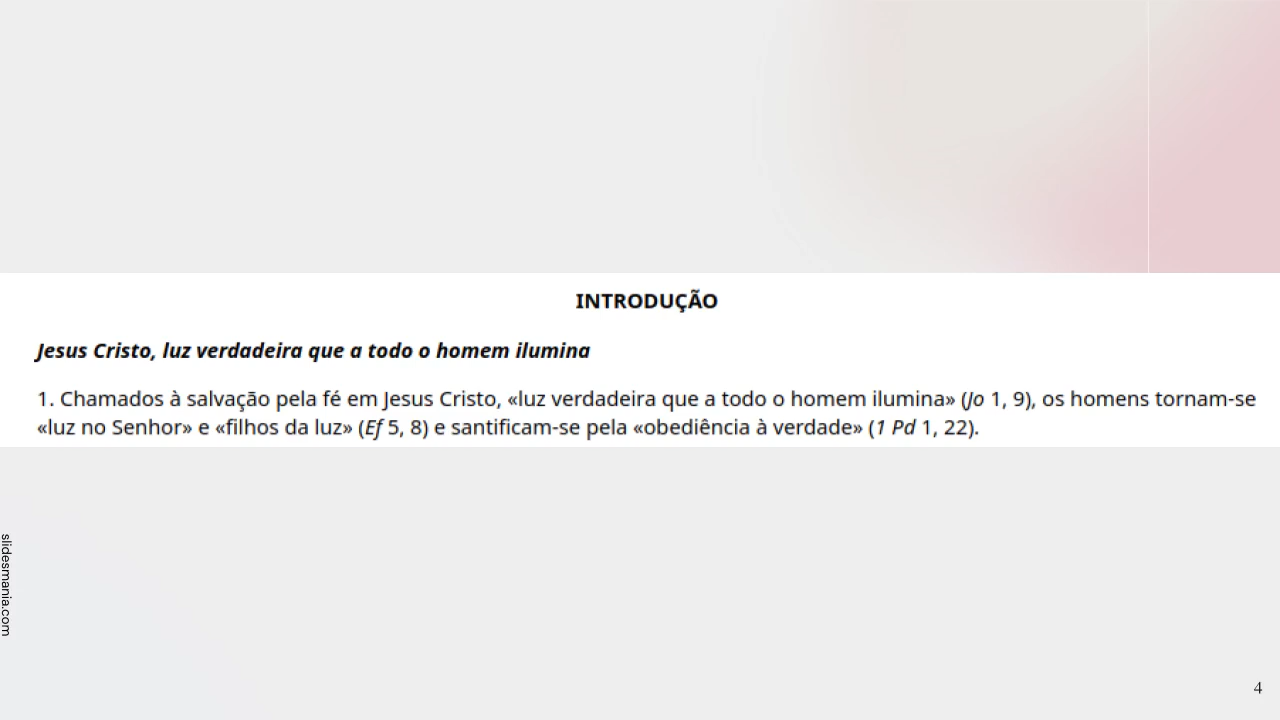 INTRODUÇÃO
Jesus Cristo, luz verdadeira que a todo o homem ilumina
1. Chamados à salvação pela fé em Jesus Cristo, «luz verdadeira que a todo o homem ilumina» (Jo 1, 9), os homens tornam-se
«luz no Senhor» e «filhos da luz» (Ef 5, 8) e santificam-se pela «obediência à verdade» (1 Pd 1, 22).
slidesmania.com
4